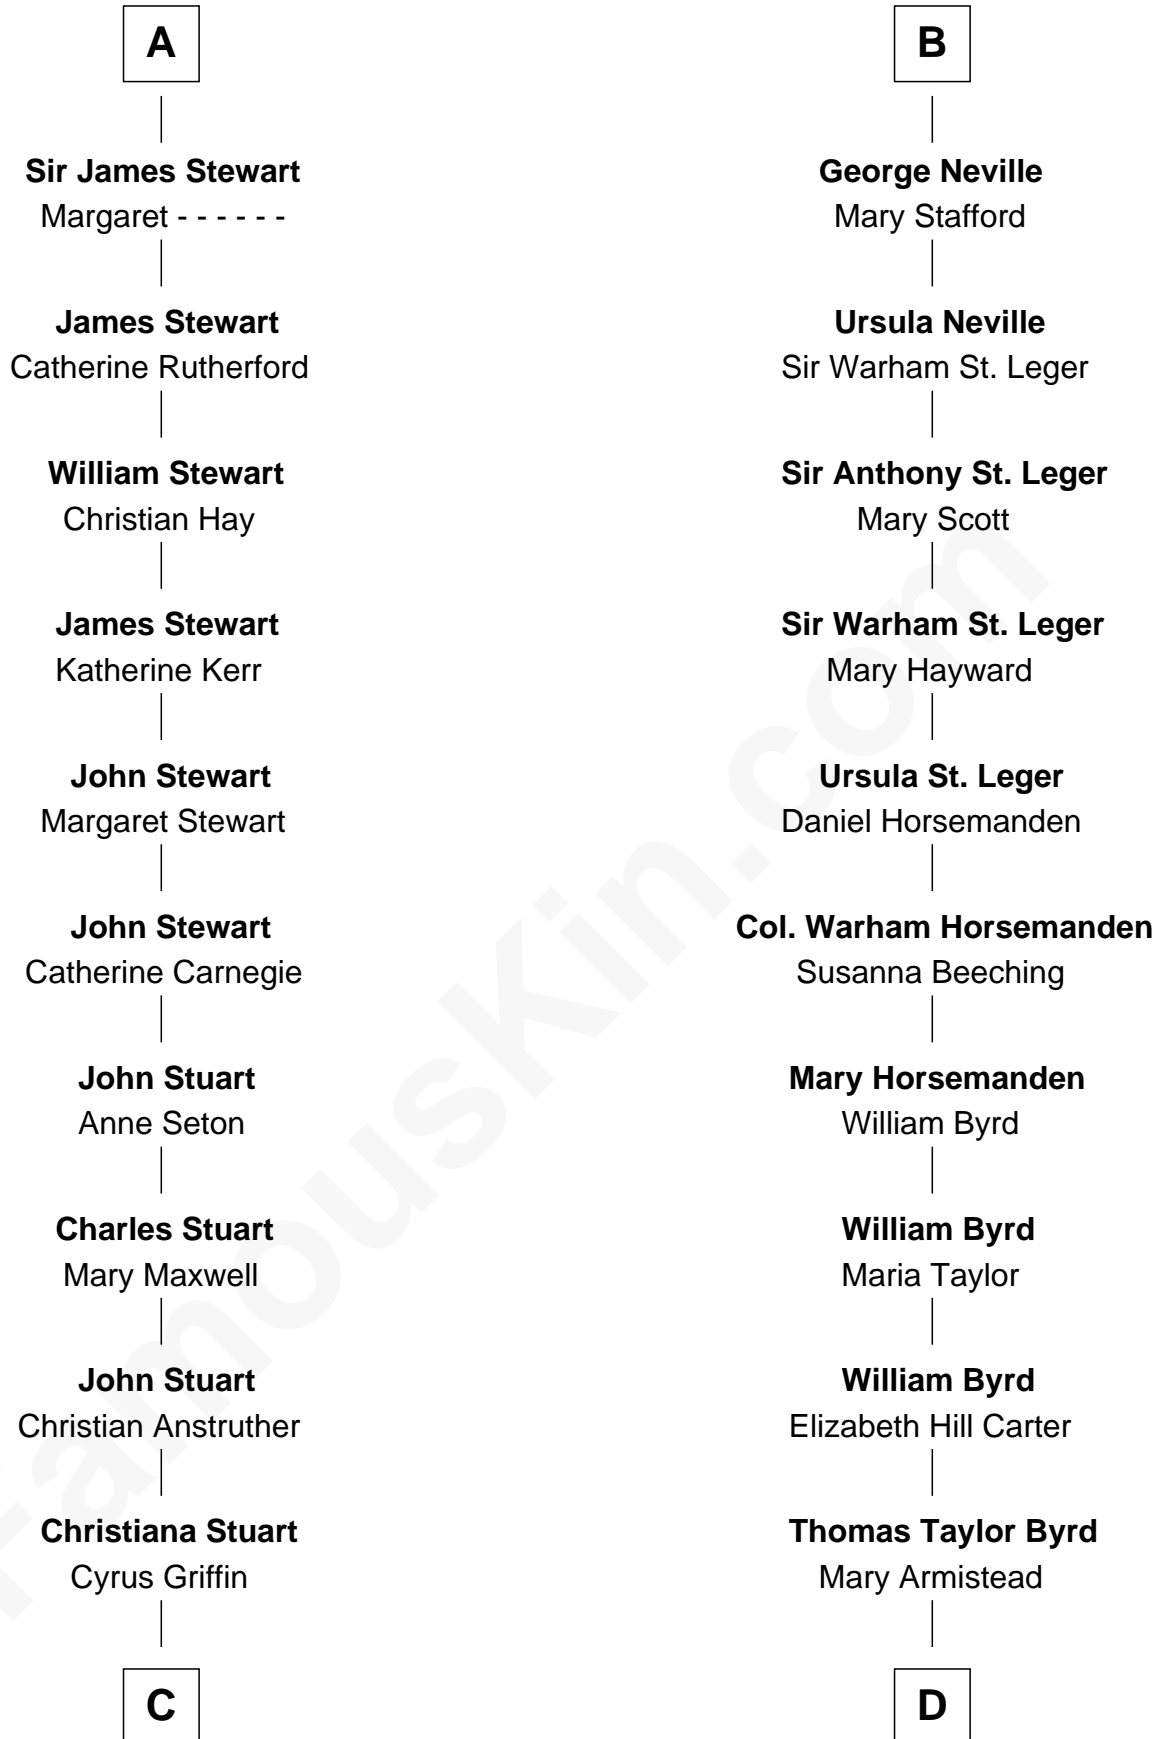 A
Sir James Stewart
Margaret - - - - - -
James Stewart
Catherine Rutherford
William Stewart
Christian Hay
James Stewart
Katherine Kerr
John Stewart
Margaret Stewart
John Stewart
Catherine Carnegie
John Stuart
Anne Seton
Charles Stuart
Mary Maxwell
John Stuart
Christian Anstruther
Christiana Stuart
Cyrus Griffin
C
B
George Neville
Mary Stafford
Ursula Neville
Sir Warham St. Leger
Sir Anthony St. Leger
Mary Scott
Sir Warham St. Leger
Mary Hayward
Ursula St. Leger
Daniel Horsemanden
Col. Warham Horsemanden
Susanna Beeching
Mary Horsemanden
William Byrd
William Byrd
Maria Taylor
William Byrd
Elizabeth Hill Carter
Thomas Taylor Byrd
Mary Armistead
D
FamousKin.com